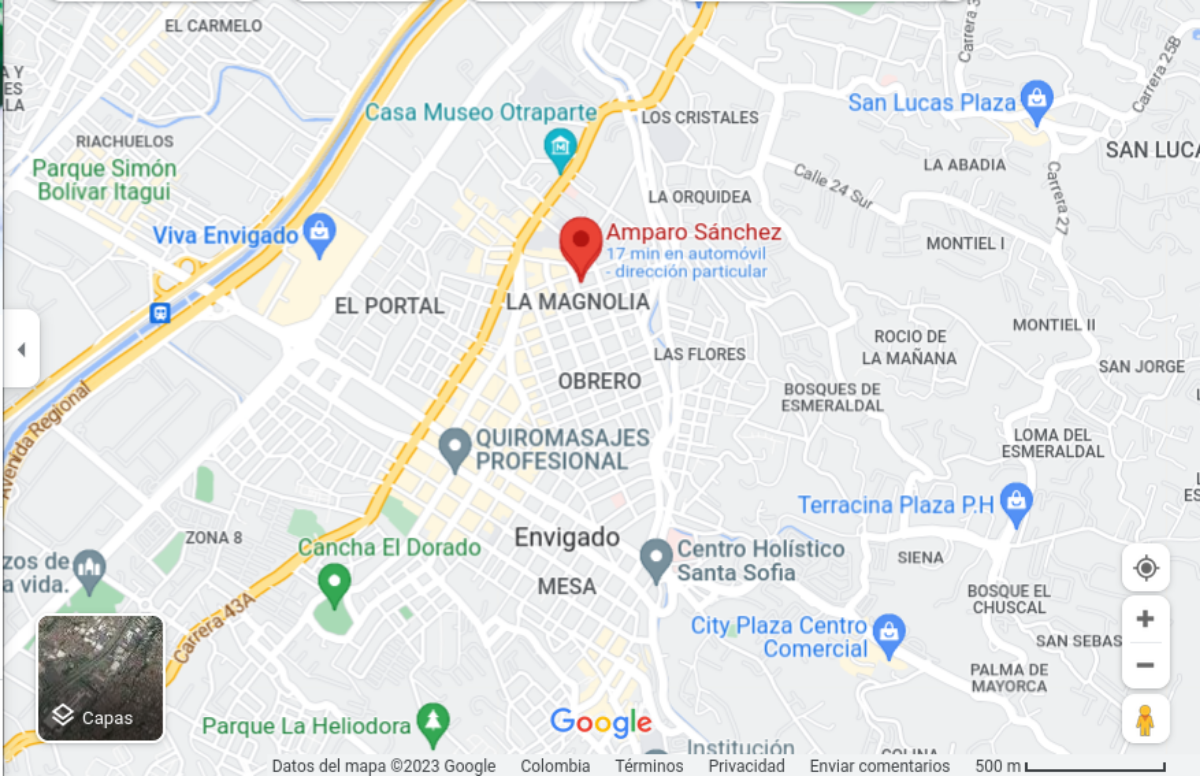 EL CARMELO
Carrera 3
Carrera 25B
A Y
ES
LA
Casa Museo Otraparte
San Lucas Plaza
LOS CRISTALES
RIACHUELOS
SAN LUCA
LA ABADIA
Parque Simón
Bolívar Itagui
Calle 24 Sur
Carrera 27
LA ORQUIDEA
Viva Envigado
Amparo Sánchez
17 min en automóvil
- dirección particular
MONTIEL I
EL PORTAL
LA MAGNOLIA
MONTIEL II
ROCIO DE
LA MAÑANA
LAS FLORES
SAN JORGE
OBRERO
BOSQUES DE
ESMERALDAL
Avenida Regional
QUIROMASAJES
PROFESIONAL
LOMA DEL
ESMERALDAL
L
ES
Terracina Plaza P.H
ZONA 8
Envigado
Cancha El Dorado
Centro Holístico
Santa Sofia
SIENA
zos de
a vida.
MESA
BOSQUE EL
CHUSCAL
Carrera 43A
City Plaza Centro
Comercial
SAN SEBAS
PALMA DE
MAYORCA
Capas
Parque La Heliodora
Google
Institución
COLINA
Datos del mapa ©2023 Google Colombia Términos Privacidad Enviar comentarios 500 m